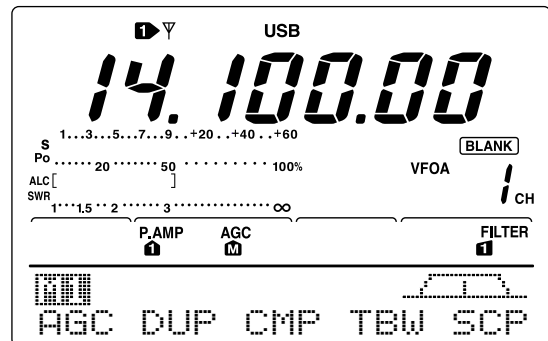 1 USB
14.100.00
S 1...3...5...7...9..+20..+40..+60
BLANK
Po ..... 20 ...... 50 ......... 100%
VFOA 1 CH
ALC [ ]
SWR 1....1.5..2 ...... 3 ............... ∞
P.AMP AGC FILTER
1 M 1
M1
AGC DUP CMP TBW SCP